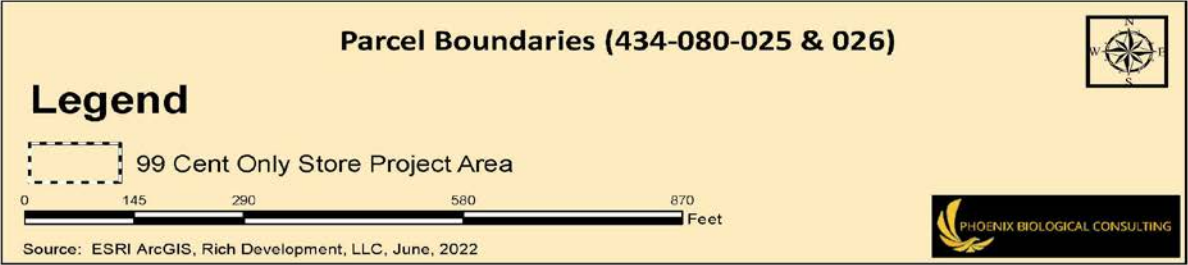 Parcel Boundaries (434-080-025 & 026)
N
W E
S
Legend
99 Cent Only Store Project Area
0 145 290 580 870
Feet
PHOENIX BIOLOGICAL CONSULTING
Source: ESRI ArcGIS, Rich Development, LLC, June, 2022